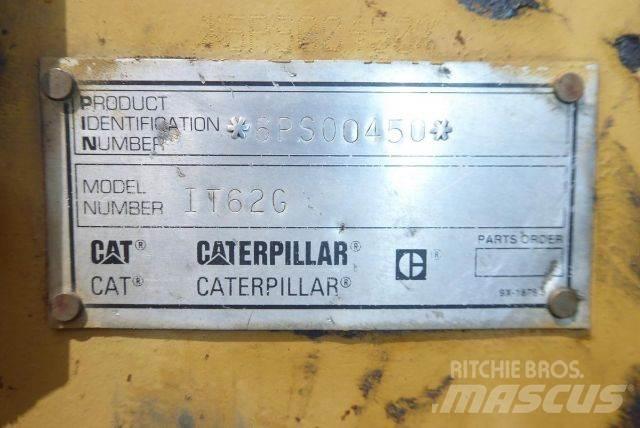 PRODUCT
IDENTIFICATION
NUMBER
*6PS00450*
MODEL
NUMBER
IT62G
CAT® CATERPILLAR® C®
CAT® CATERPILLAR®
PARTS ORDER
RITCHIE BROS.
MASCUS